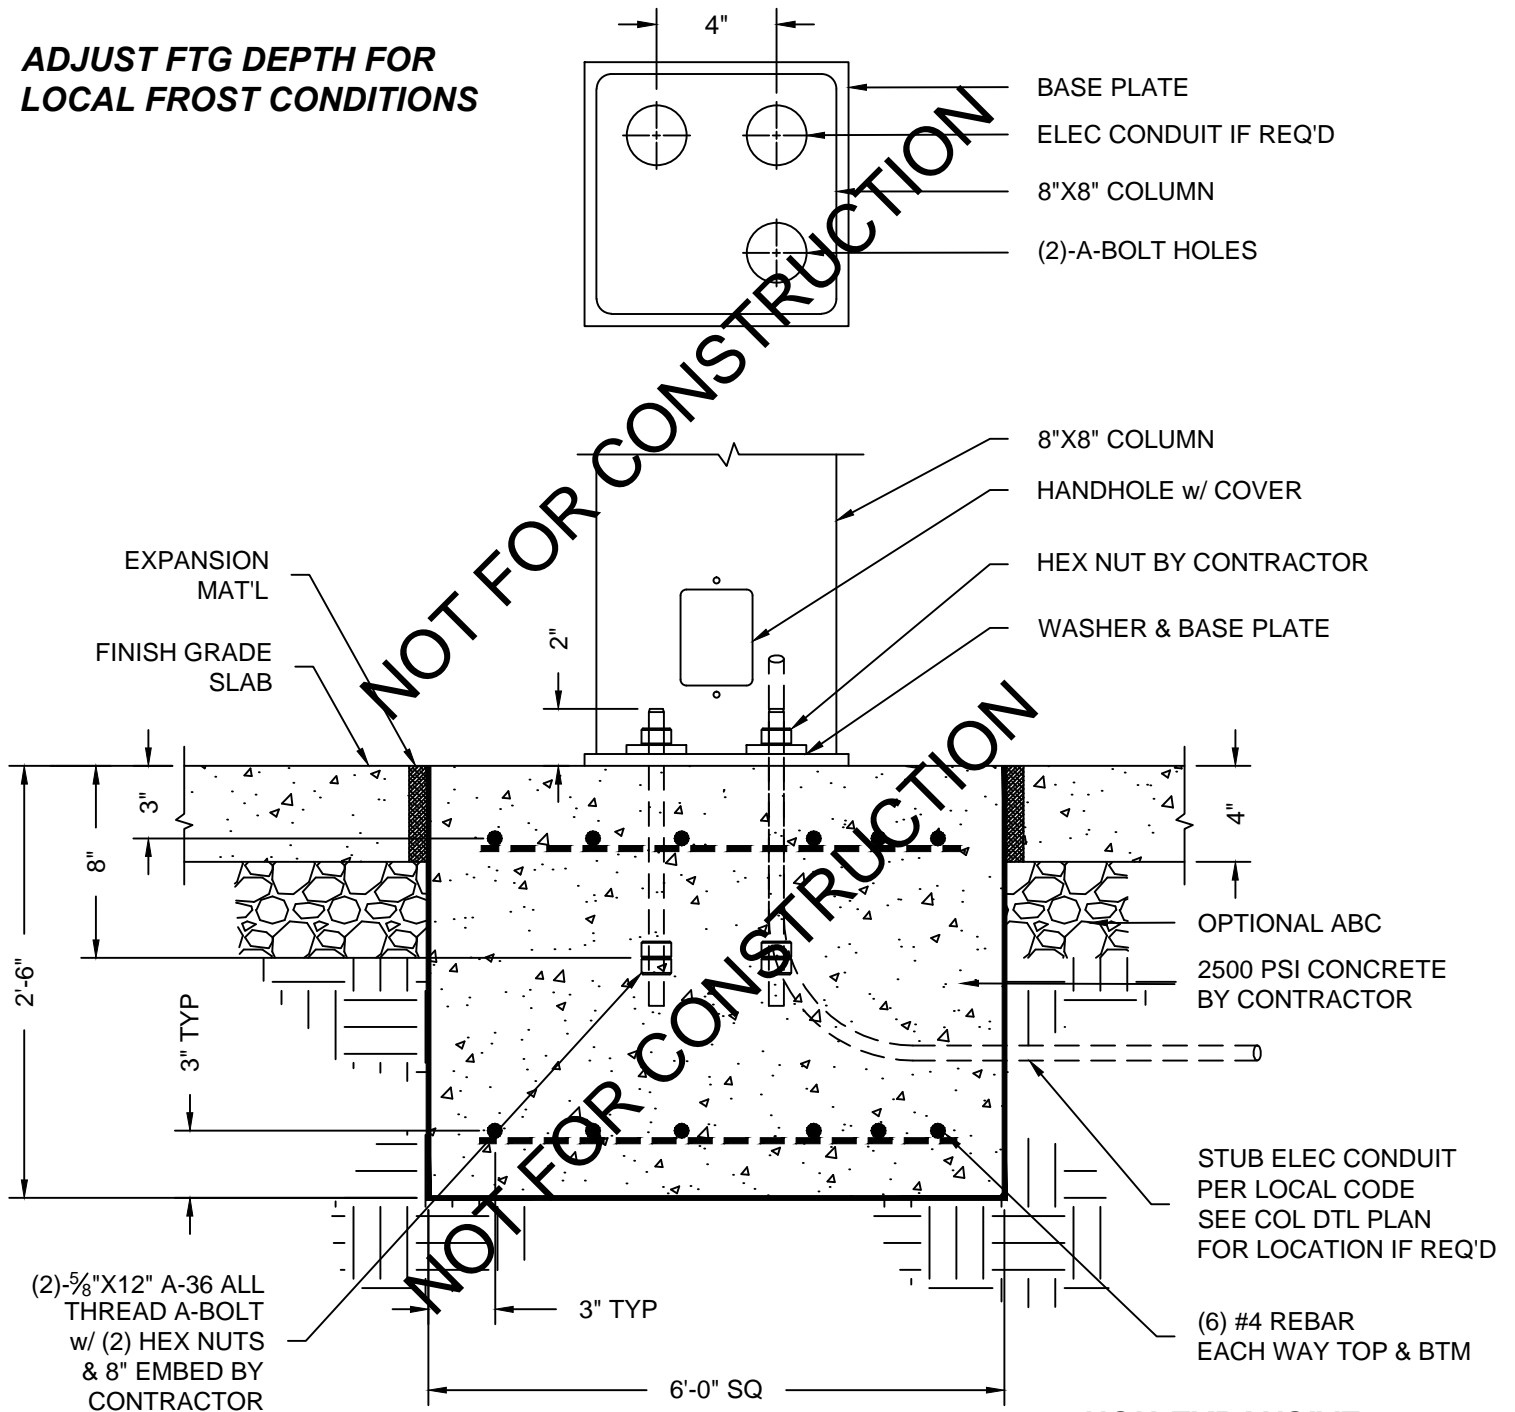 ADJUST FTG DEPTH FOR
LOCAL FROST CONDITIONS
4"
BASE PLATE
ELEC CONDUIT IF REQ'D
8"X8" COLUMN
(2)-A-BOLT HOLES
NOT FOR CONSTRUCTION
8"X8" COLUMN
HANDHOLE w/ COVER
HEX NUT BY CONTRACTOR
WASHER & BASE PLATE
EXPANSION
MAT'L
FINISH GRADE
SLAB
2"
3"
8"
2'-6"
3" TYP
4"
OPTIONAL ABC
2500 PSI CONCRETE
BY CONTRACTOR
NOT FOR CONSTRUCTION
STUB ELEC CONDUIT
PER LOCAL CODE
SEE COL DTL PLAN
FOR LOCATION IF REQ'D
(6) #4 REBAR
EACH WAY TOP & BTM
(2)-⅝"X12" A-36 ALL
THREAD A-BOLT
w/ (2) HEX NUTS
& 8" EMBED BY
CONTRACTOR
3" TYP
6'-0" SQ